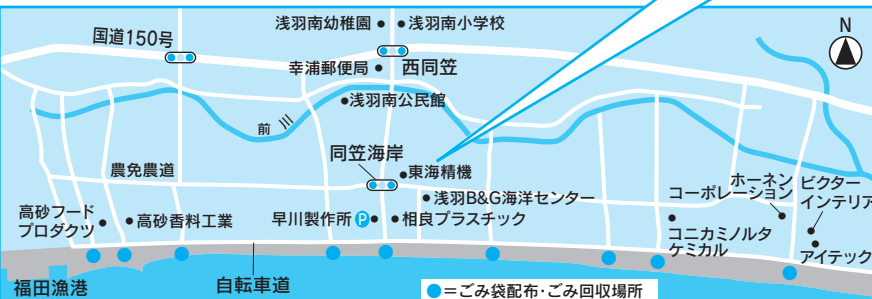 浅羽南幼稚園
浅羽南小学校
国道150号
N
幸浦郵便局
西同笠
浅羽南公民館
前川
同笠海岸
東海精機
農免農道
浅羽B&G海洋センター
ホーネン
コーポレーション
ビクター
インテリア
高砂フード
プロダクツ
高砂香料工業
早川製作所
P
相良プラスチック
コニカミノルタ
ケミカル
アイテック
福田漁港
自転車道
●=ごみ袋配布・ごみ回収場所